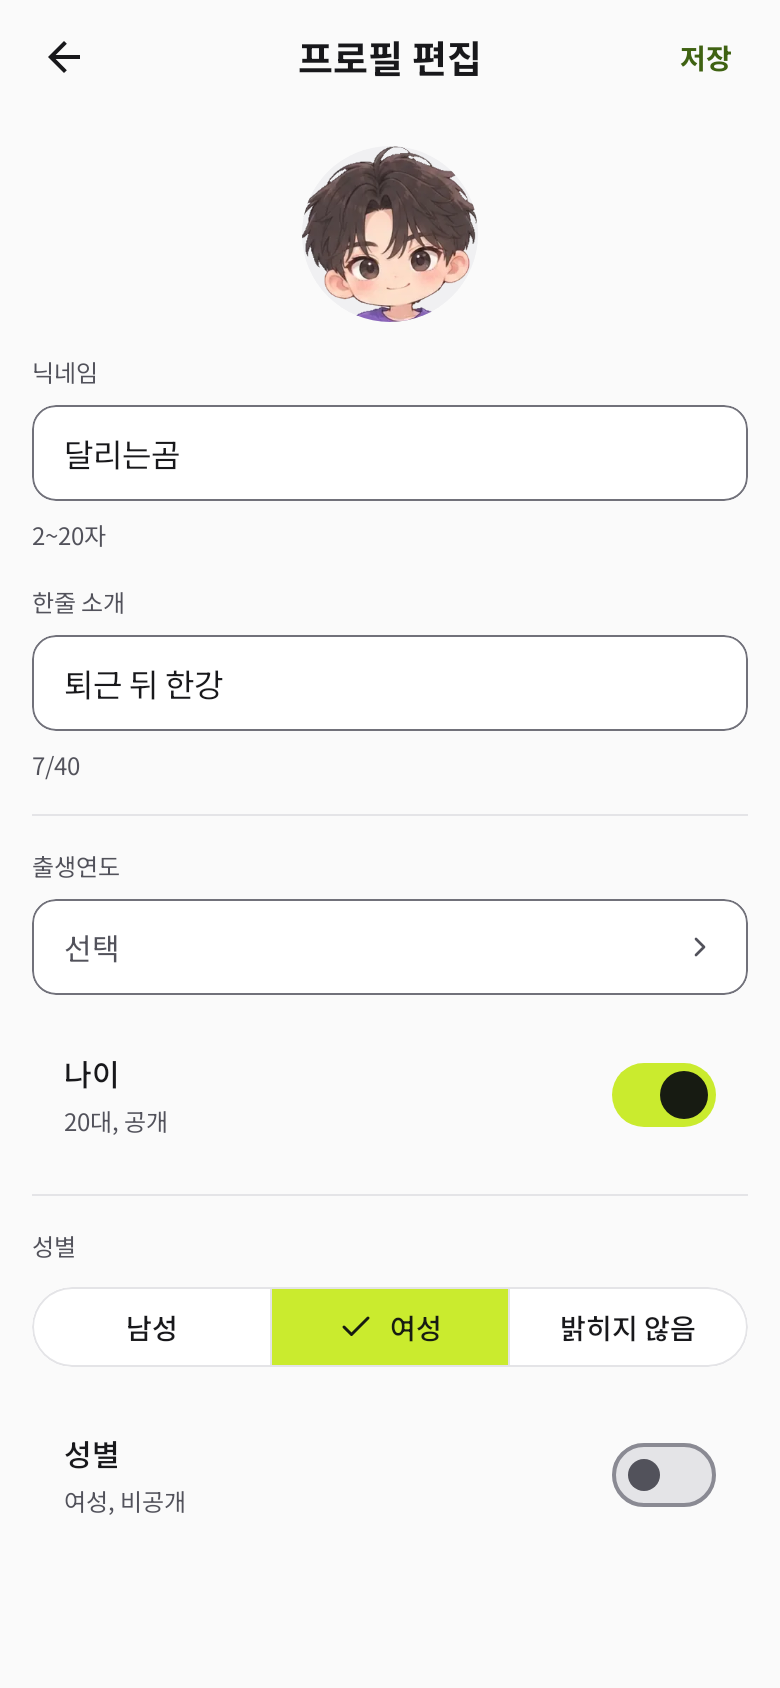 프로필 편집
저장
닉네임
달리는곰
2~20자
한줄 소개
퇴근 뒤 한강
7/40
출생연도
선택
나이
20대, 공개
성별
남성
여성
밝히지 않음
성별
여성, 비공개